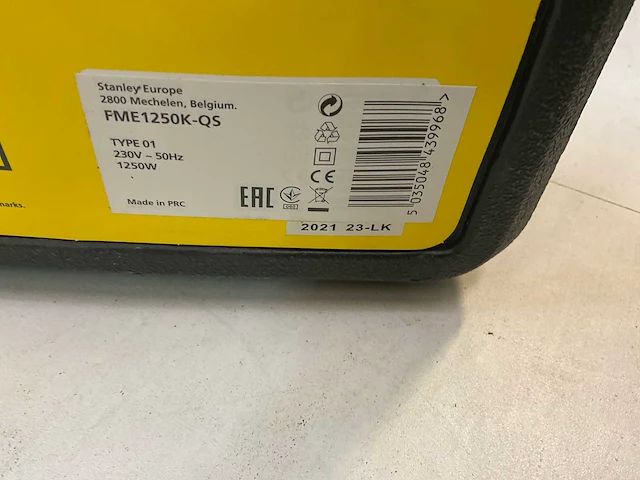 Stanley Europe
2800 Mechelen, Belgium.
FME1250K-QS
TYPE 01
230V ~ 50Hz
1250W
Made in PRC
EAC
CE
5 035048 439968 >
2021 23-LK